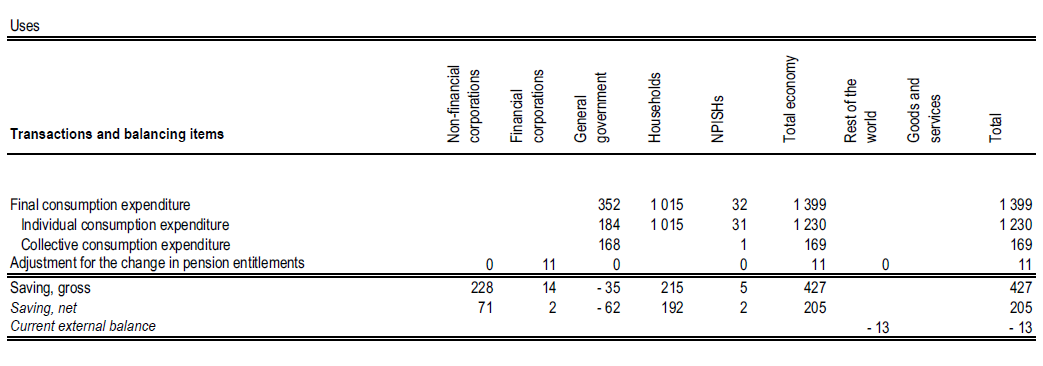 Uses
Transactions and balancing items Non-financial corporations Financial corporations General government Households NPISHs Total economy Rest of the world Goods and services Total
Final consumption expenditure 352 1 015 32 1 399 1 399
Individual consumption expenditure 184 1 015 31 1 230 1 230
Collective consumption expenditure 168 1 169 169
Adjustment for the change in pension entitlements 0 11 0 0 11 0 11
Saving, gross 228 14 - 35 215 5 427 427
Saving, net 71 2 - 62 192 2 205 205
Current external balance - 13 - 13